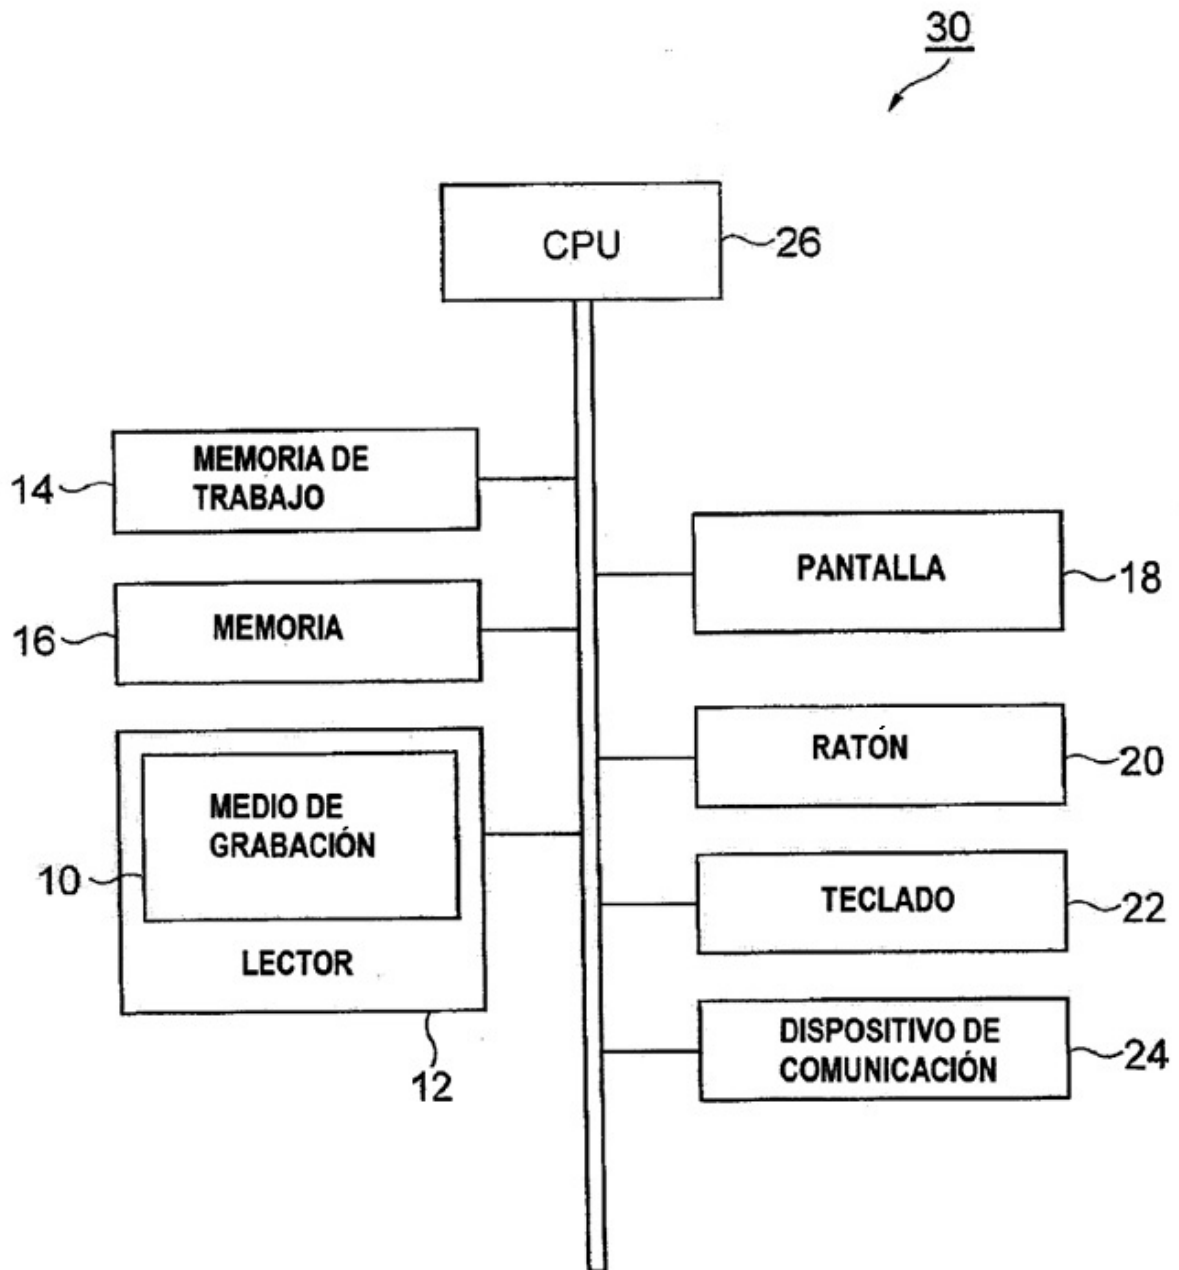 30
CPU
26
MEMORIA DE
TRABAJO
14
PANTALLA
18
MEMORIA
16
RATÓN
20
MEDIO DE
GRABACIÓN
10
LECTOR
12
TECLADO
22
DISPOSITIVO DE
COMUNICACIÓN
24